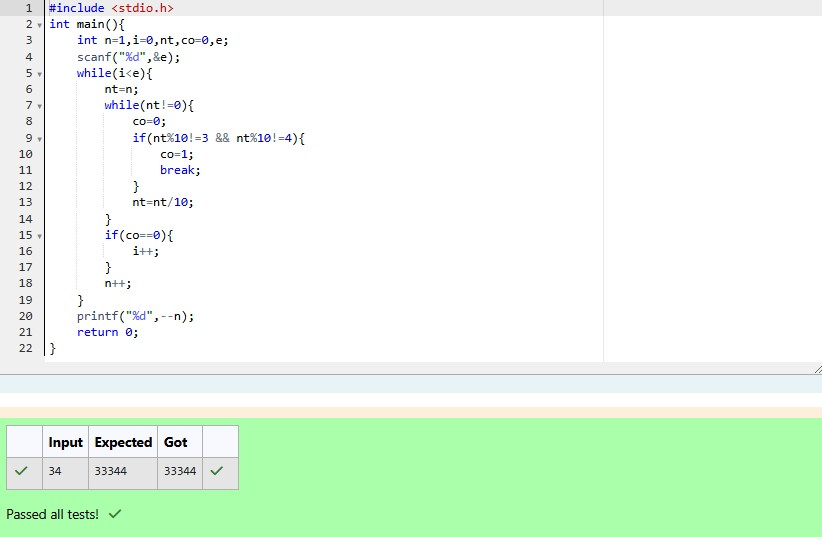 1 #include <stdio.h>
2 int main(){
3     int n=1,i=0,nt,co=0,e;
4     scanf("%d",&e);
5     while(i<e){
6         nt=n;
7         while(nt!=0){
8             co=0;
9             if(nt%10!=3 && nt%10!=4){
10                 co=1;
11                 break;
12             }
13             nt=nt/10;
14         }
15         if(co==0){
16             i++;
17         }
18         n++;
19     }
20     printf("%d",--n);
21     return 0;
22 }
Input Expected Got
34 33344 33344
Passed all tests!